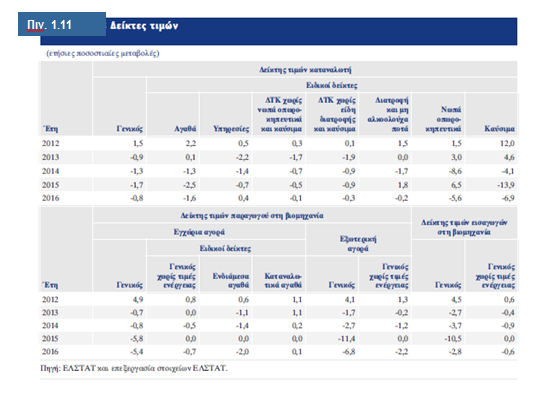 Πιν. 1.11 : Δείκτες τιμών
(ετήσιες ποσοστιαίες μεταβολές)
Δείκτης τιμών καταναλωτή
Ειδικοί δείκτες
Έτη Γενικός Αγαθά Υπηρεσίες ΔΤΚ χωρίς νωπά οπωρο- κηπευτικά και καύσιμα ΔΤΚ χωρίς είδη διατροφής και καύσιμα Διατροφή και μη αλκοολούχα ποτά Νωπά οπωρο- κηπευτικά Καύσιμα
2012 1,5 2,2 0,5 0,3 0,1 1,5 1,5 12,0
2013 -0,9 0,1 -2,2 -1,7 -1,9 0,0 3,0 4,6
2014 -1,3 -1,3 -1,4 -0,7 -0,9 -1,7 -8,6 -4,1
2015 -1,7 -2,5 -0,7 -0,5 -0,9 1,8 6,5 -13,9
2016 -0,8 -1,6 0,4 -0,1 -0,3 -0,2 -5,6 -6,9
Δείκτης τιμών παραγωγού στη βιομηχανία
Δείκτης τιμών εισαγωγών στη βιομηχανία
Εγχώρια αγορά
Εξωτερική αγορά
Ειδικοί δείκτες
Έτη Γενικός Γενικός χωρίς τιμές ενέργειας Ενδιάμεσα αγαθά Καταναλω- τικά αγαθά Γενικός Γενικός χωρίς τιμές ενέργειας Γενικός Γενικός χωρίς τιμές ενέργειας
2012 4,9 0,8 0,6 1,1 4,1 1,3 4,5 0,6
2013 -0,7 0,0 -1,1 1,1 -1,7 -0,2 -2,7 -0,4
2014 -0,8 -0,5 -1,4 0,2 -2,7 -1,2 -3,7 -0,9
2015 -5,8 0,0 0,0 0,0 -11,4 0,0 -10,5 0,0
2016 -5,4 -0,7 -2,0 0,1 -6,8 -2,2 -2,8 -0,6
Πηγή: ΕΛΣΤΑΤ και επεξεργασία στοιχείων ΕΛΣΤΑΤ.